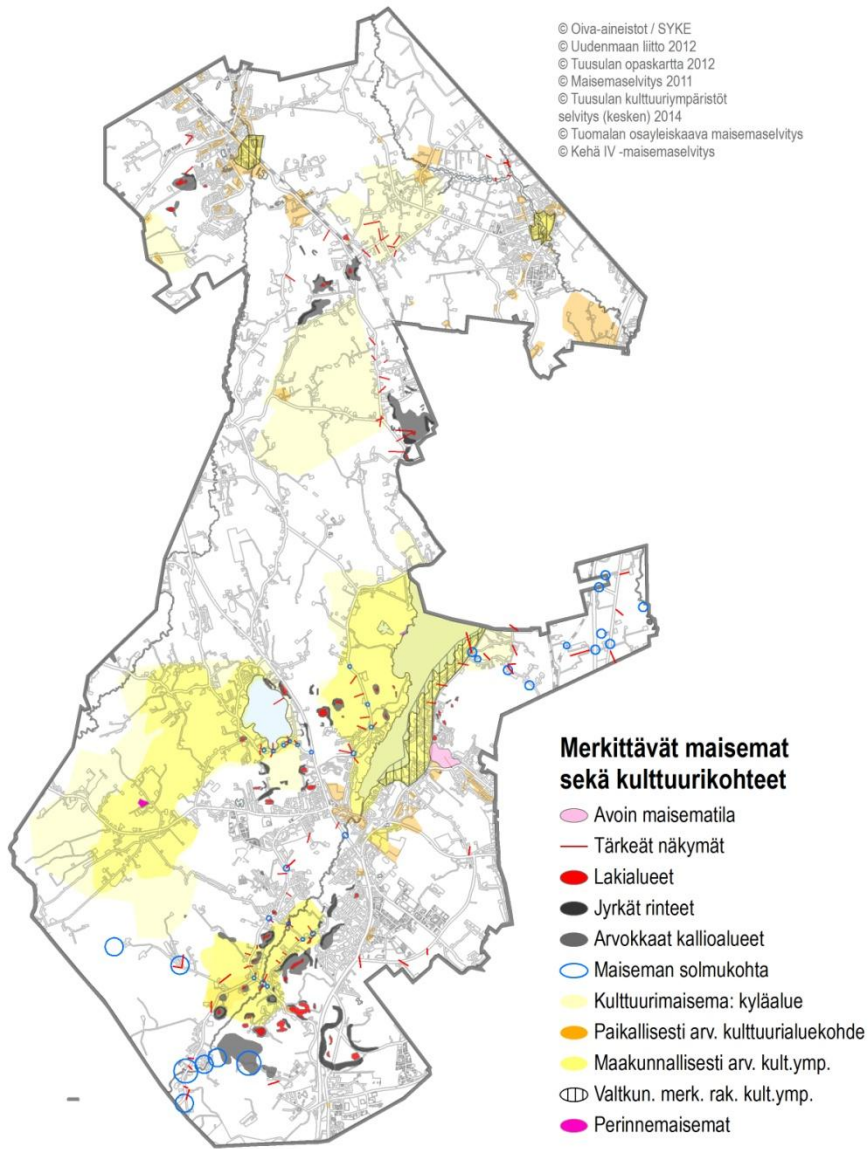 © Oiva-aineistot / SYKE
© Uudenmaan liitto 2012
© Tuusulan opaskartta 2012
© Maisemaselvitys 2011
© Tuusulan kulttuuriympäristöt
selvitys (kesken) 2014
© Tuomalan osayleiskaava maisemaselvitys
© Kehä IV -maisemaselvitys
Merkittävät maisemat
sekä kulttuurikohteet
Avoin maisematila
Tärkeät näkymät
Lakialueet
Jyrkät rinteet
Arvokkaat kallioalueet
Maiseman solmukohta
Kulttuurimaisema: kyläalue
Paikallisesti arv. kulttuurialuekohde
Maakunnallisesti arv. kult.ymp.
Valtkun. merk. rak. kult.ymp.
Perinnemaisemat